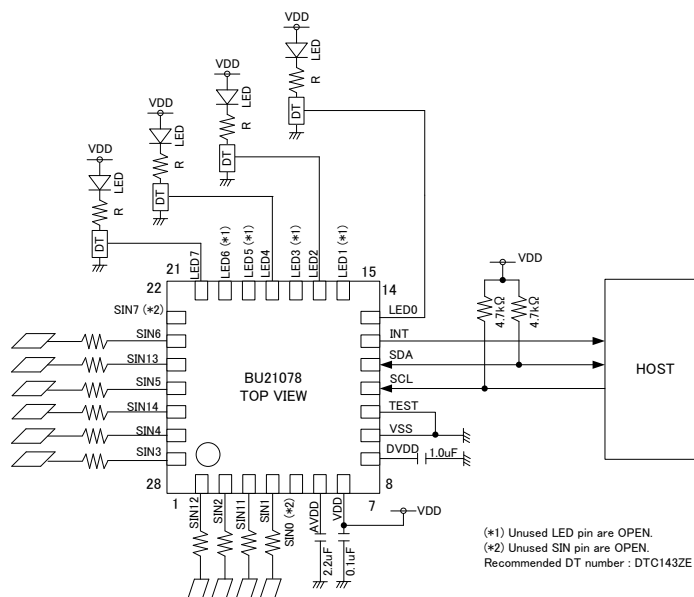 VDD
LED
R
DT
VDD
LED
R
DT
VDD
LED
R
DT
VDD
LED
R
DT
21
LED7
LED6 (*1)
LED5 (*1)
LED4
LED3 (*1)
LED2
LED1 (*1)
15
22
14
SIN7 (*2)
SIN6
SIN13
SIN5
SIN14
SIN4
SIN3
BU21078
TOP VIEW
LED0
INT
SDA
SCL
TEST
VSS
DVDD
1.0uF
VDD
4.7kΩ
4.7kΩ
HOST
28
8
1
7
SIN12
SIN2
SIN11
SIN1
SIN0 (*2)
AVDD
VDD
2.2uF
0.1uF
VDD
(*1) Unused LED pin are OPEN.
(*2) Unused SIN pin are OPEN.
Recommended DT number : DTC143ZE